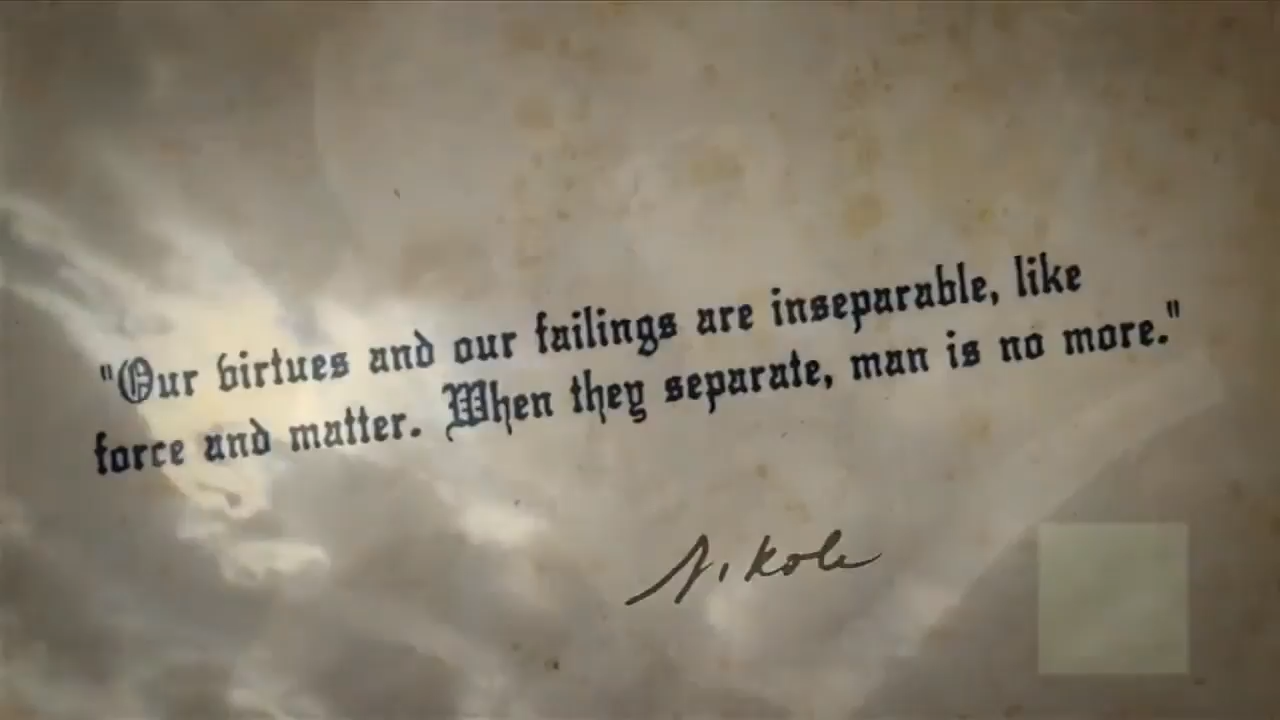 "Our virtues and our failings are inseparable, like
force and matter. When they separate, man is no more."
Nikola